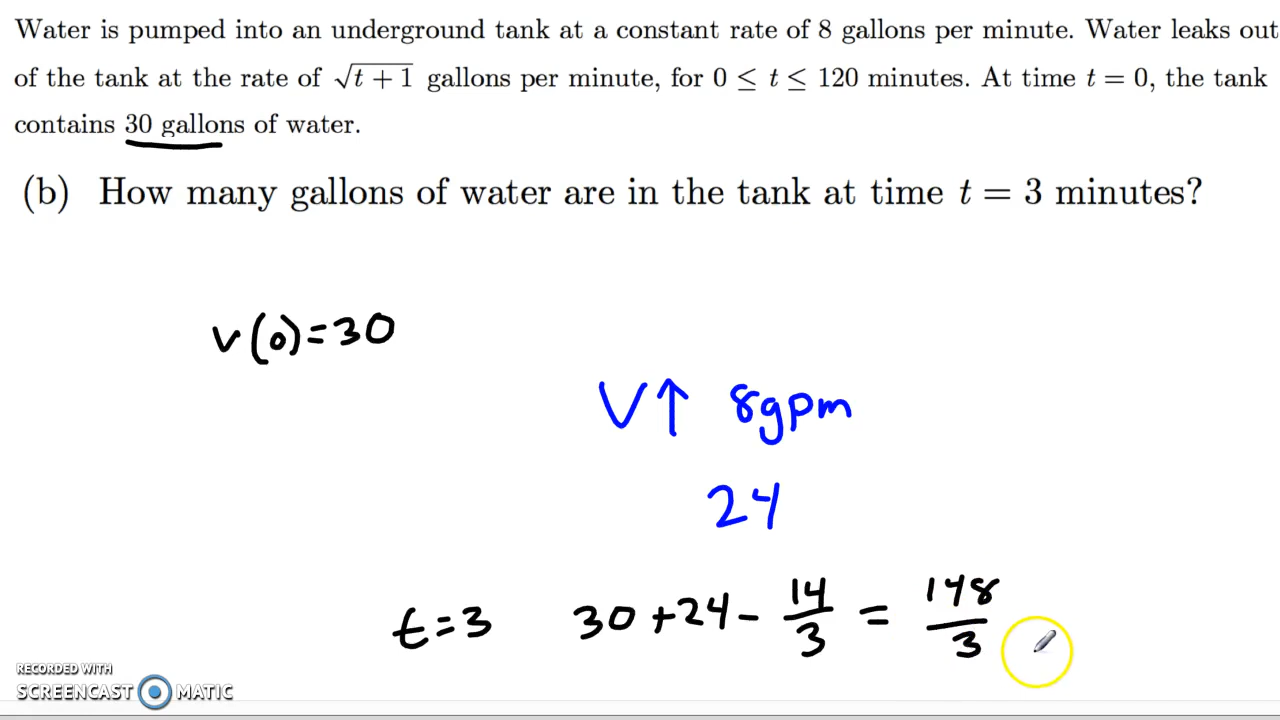 Water is pumped into an underground tank at a constant rate of 8 gallons per minute. Water leaks out
of the tank at the rate of √(t + 1) gallons per minute, for 0 ≤ t ≤ 120 minutes. At time t = 0, the tank
contains 30 gallons of water.
(b) How many gallons of water are in the tank at time t = 3 minutes?
v(0)=30
V↑ 8gpm
24
t=3 30+24-14/3=148/3
RECORDED WITH
SCREENCAST MATIC